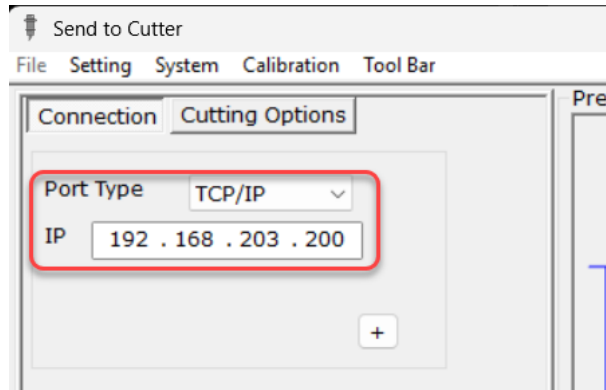 Send to Cutter
File Setting System Calibration Tool Bar
Connection Cutting Options
Pre
Port Type TCP/IP
IP 192 . 168 . 203 . 200
+